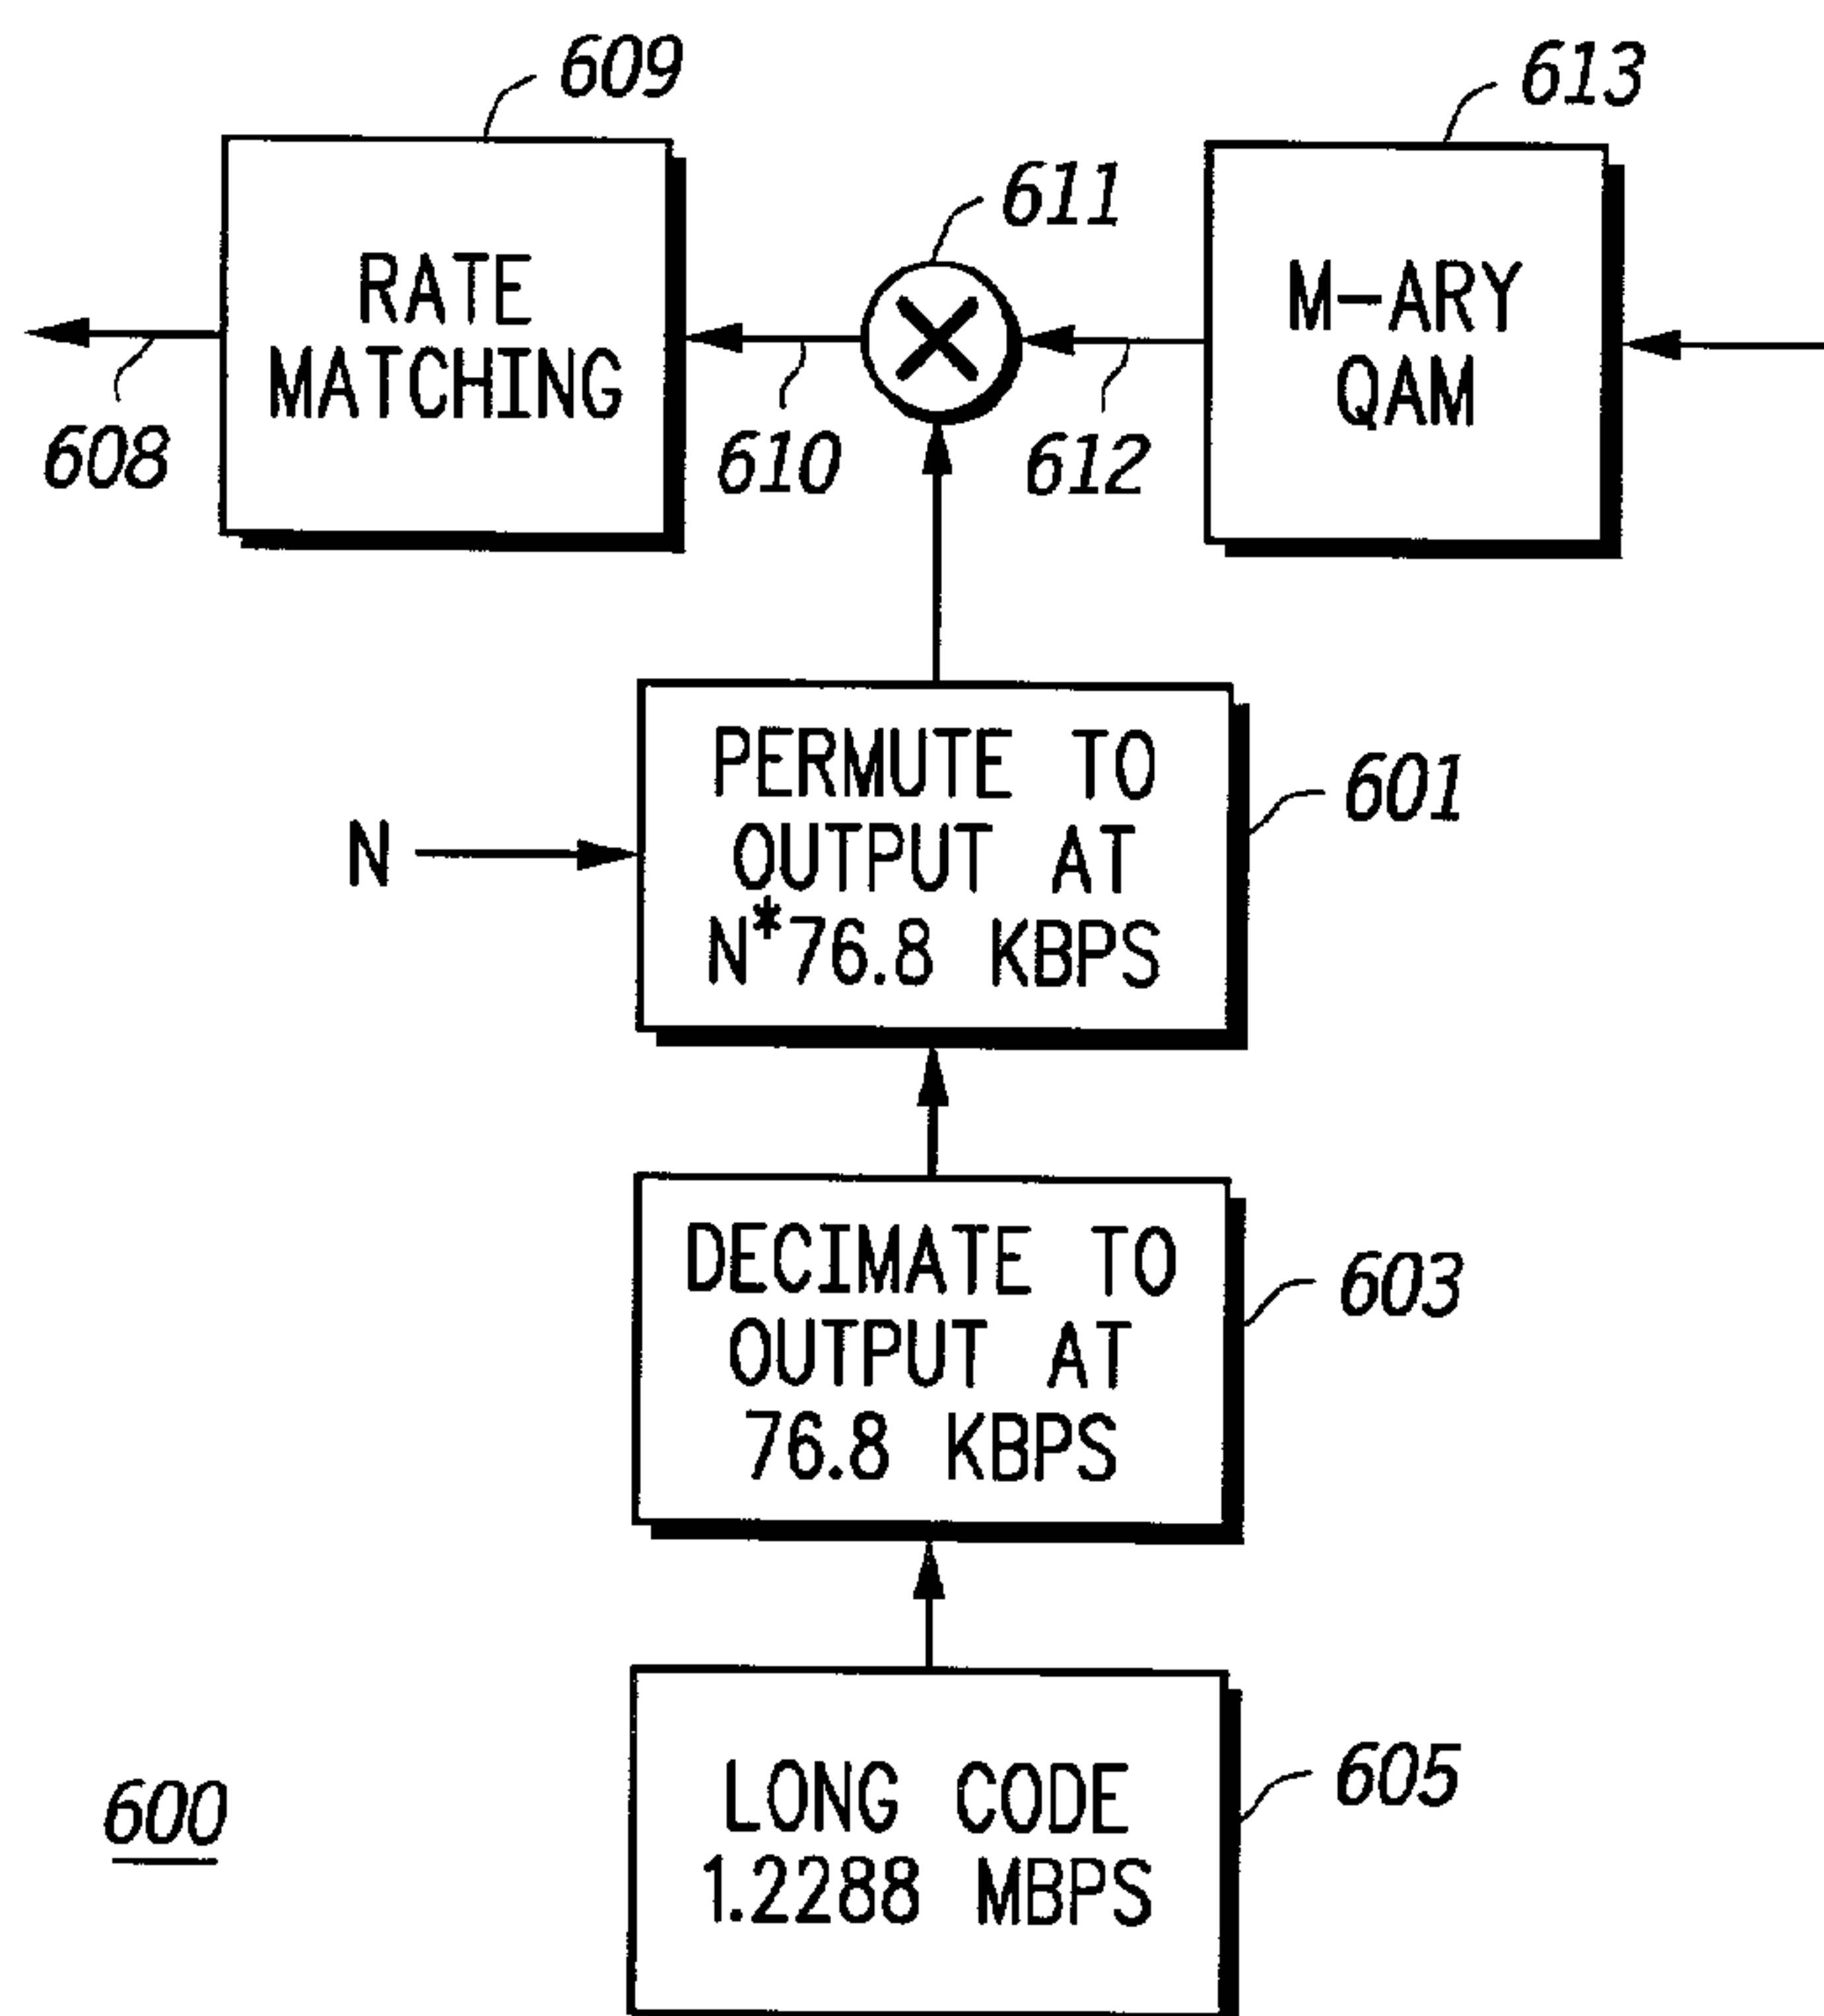 609
613
611
RATE
MATCHING
M-ARY
QAM
608
610
612
PERMUTE TO
OUTPUT AT
N*76.8 KBPS
601
N
DECIMATE TO
OUTPUT AT
76.8 KBPS
603
LONG CODE
1.2288 MBPS
605
600